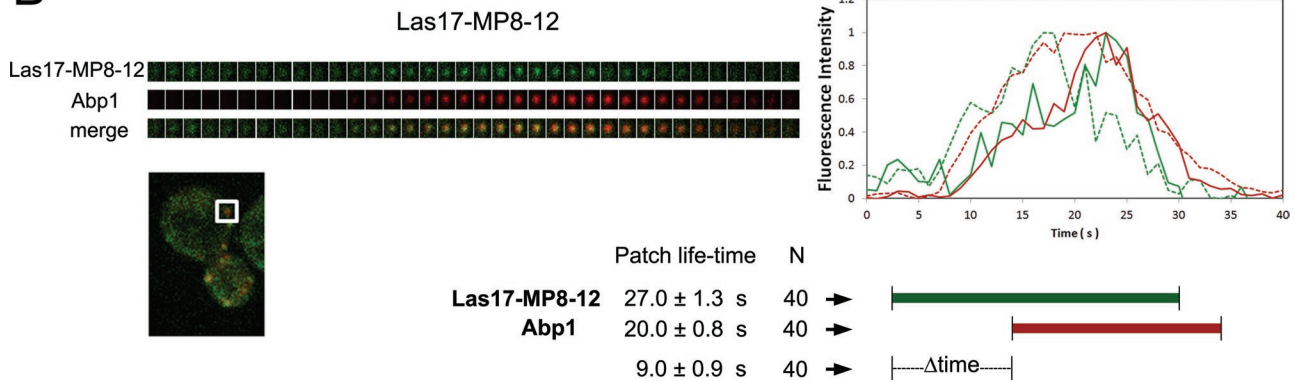 Las17-MP8-12
Las17-MP8-12
Abp1
merge
Fluorescence Intensity
1.2
1
0.8
0.6
0.4
0.2
0
0 5 10 15 20 25 30 35 40
Time ( s )
Patch life-time N
Las17-MP8-12 27.0 ± 1.3 s 40
Abp1 20.0 ± 0.8 s 40
9.0 ± 0.9 s 40 Δtime